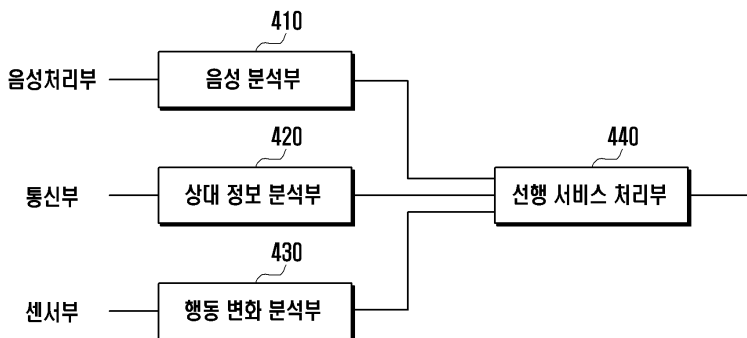 410
음성처리부
음성 분석부
420
440
통신부
상대 정보 분석부
선행 서비스 처리부
430
센서부
행동 변화 분석부